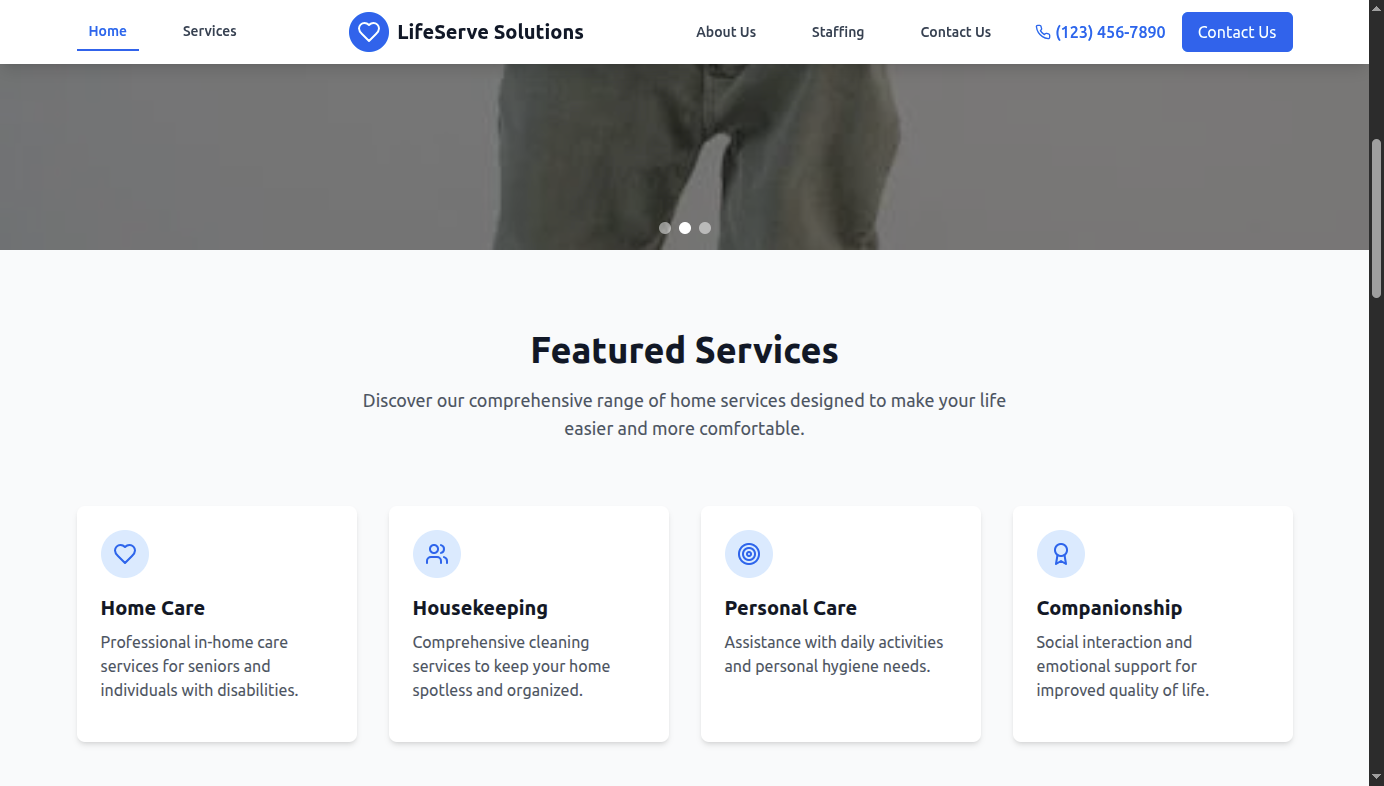 Home
Services
LifeServe Solutions
About Us
Staffing
Contact Us
(123) 456-7890
Contact Us
Featured Services
Discover our comprehensive range of home services designed to make your life
easier and more comfortable.
Home Care
Professional in-home care
services for seniors and
individuals with disabilities.
Housekeeping
Comprehensive cleaning
services to keep your home
spotless and organized.
Personal Care
Assistance with daily activities
and personal hygiene needs.
Companionship
Social interaction and
emotional support for
improved quality of life.